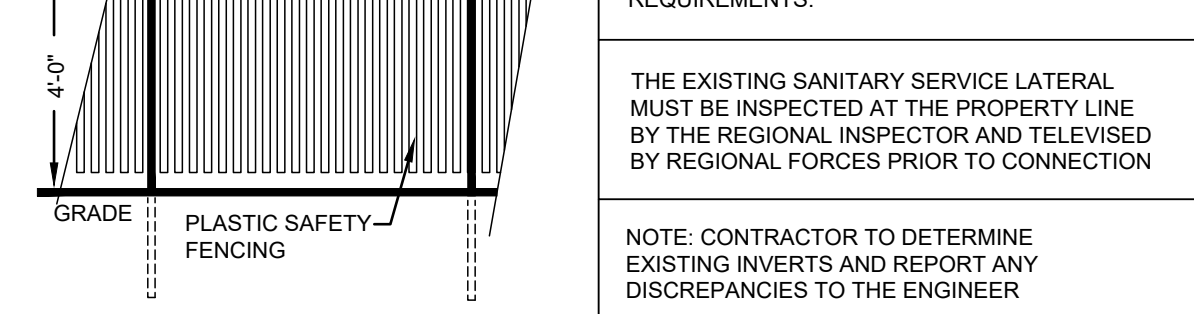 4'-0"
GRADE
PLASTIC SAFETY
FENCING
REQUIREMENTS.
THE EXISTING SANITARY SERVICE LATERAL
MUST BE INSPECTED AT THE PROPERTY LINE
BY THE REGIONAL INSPECTOR AND TELEVISED
BY REGIONAL FORCES PRIOR TO CONNECTION
NOTE: CONTRACTOR TO DETERMINE
EXISTING INVERTS AND REPORT ANY
DISCREPANCIES TO THE ENGINEER